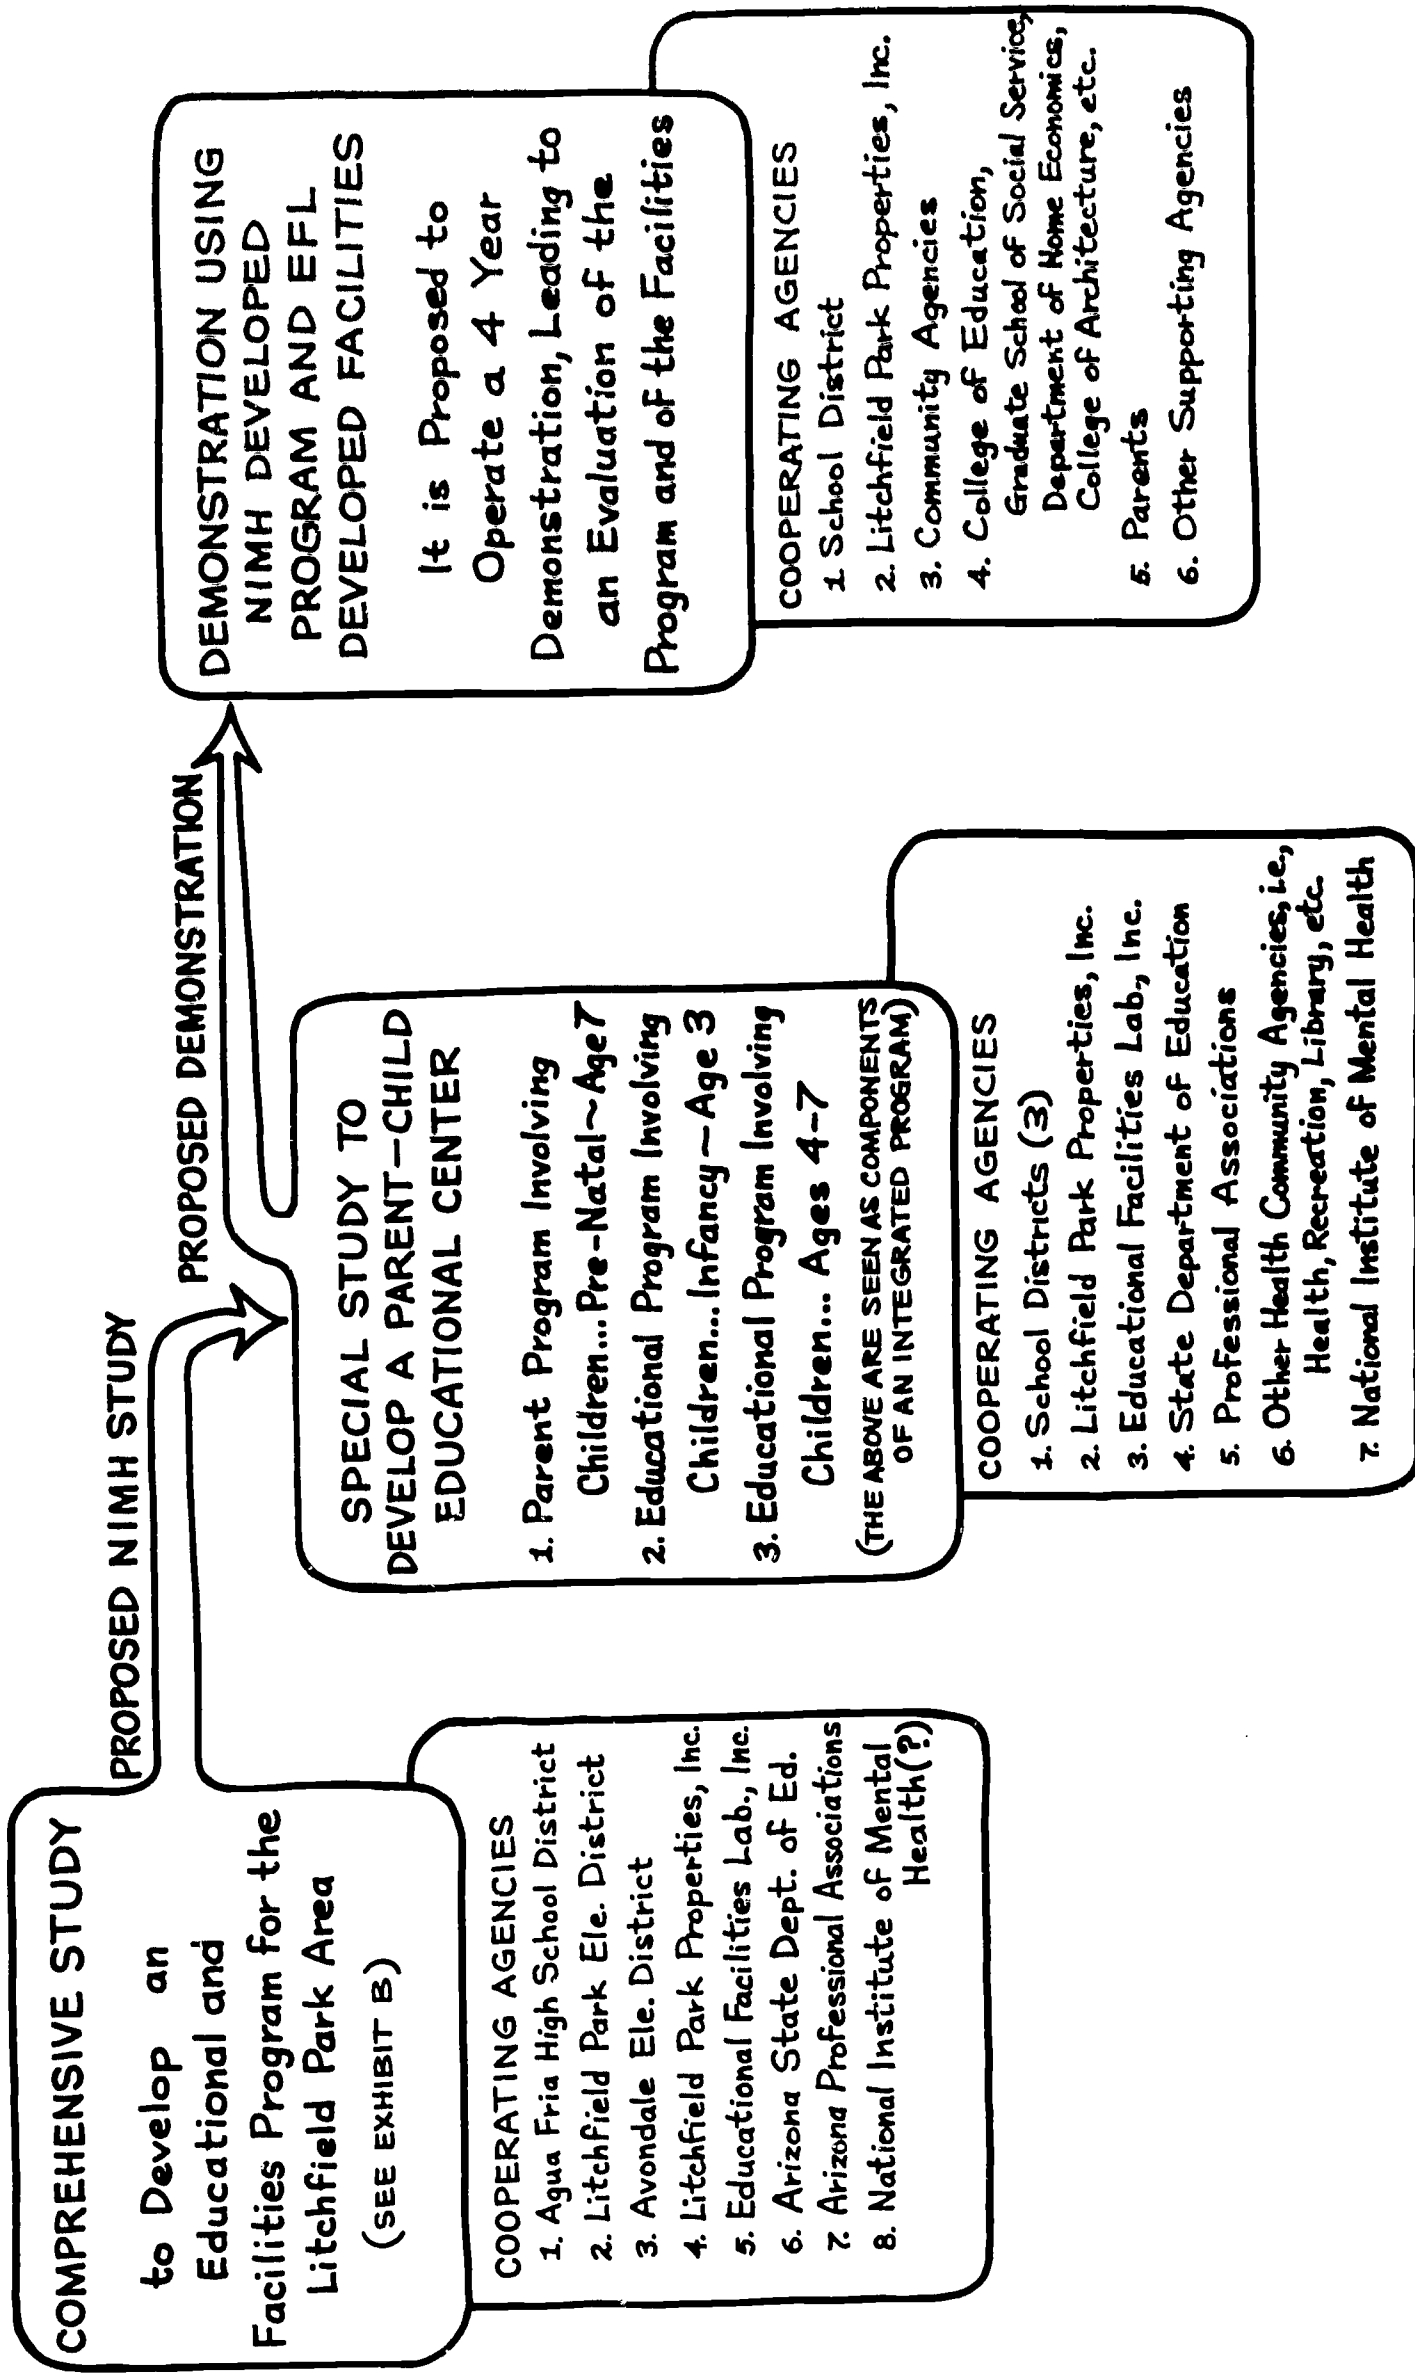 COMPREHENSIVE STUDY
to Develop an
Educational and
Facilities Program for the
Litchfield Park Area
(SEE EXHIBIT B)
COOPERATING AGENCIES
1. Agua Fria High School District
2. Litchfield Park Ele. District
3. Avondale Ele. District
4. Litchfield Park Properties, Inc.
5. Educational Facilities Lab., Inc.
6. Arizona State Dept. of Ed.
7. Arizona Professional Associations
8. National Institute of Mental
Health(?)
PROPOSED NIMH STUDY
SPECIAL STUDY TO
DEVELOP A PARENT-CHILD
EDUCATIONAL CENTER
1. Parent Program Involving
Children...Pre-Natal~Age 7
2. Educational Program Involving
Children...Infancy~Age 3
3. Educational Program Involving
Children... Ages 4-7
(THE ABOVE ARE SEEN AS COMPONENTS
OF AN INTEGRATED PROGRAM)
COOPERATING AGENCIES
1. School Districts (3)
2. Litchfield Park Properties, Inc.
3. Educational Facilities Lab., Inc.
4. State Department of Education
5. Professional Associations
6. Other Health Community Agencies, i.e.,
Health, Recreation, Library, etc.
7. National Institute of Mental Health
PROPOSED DEMONSTRATION
DEMONSTRATION USING
NIMH DEVELOPED
PROGRAM AND EFL
DEVELOPED FACILITIES
It is Proposed to
Operate a 4 Year
Demonstration, Leading to
an Evaluation of the
Program and of the Facilities
COOPERATING AGENCIES
1. School District
2. Litchfield Park Properties, Inc.
3. Community Agencies
4. College of Education,
Graduate School of Social Service,
Department of Home Economics,
College of Architecture, etc.
5. Parents
6. Other Supporting Agencies